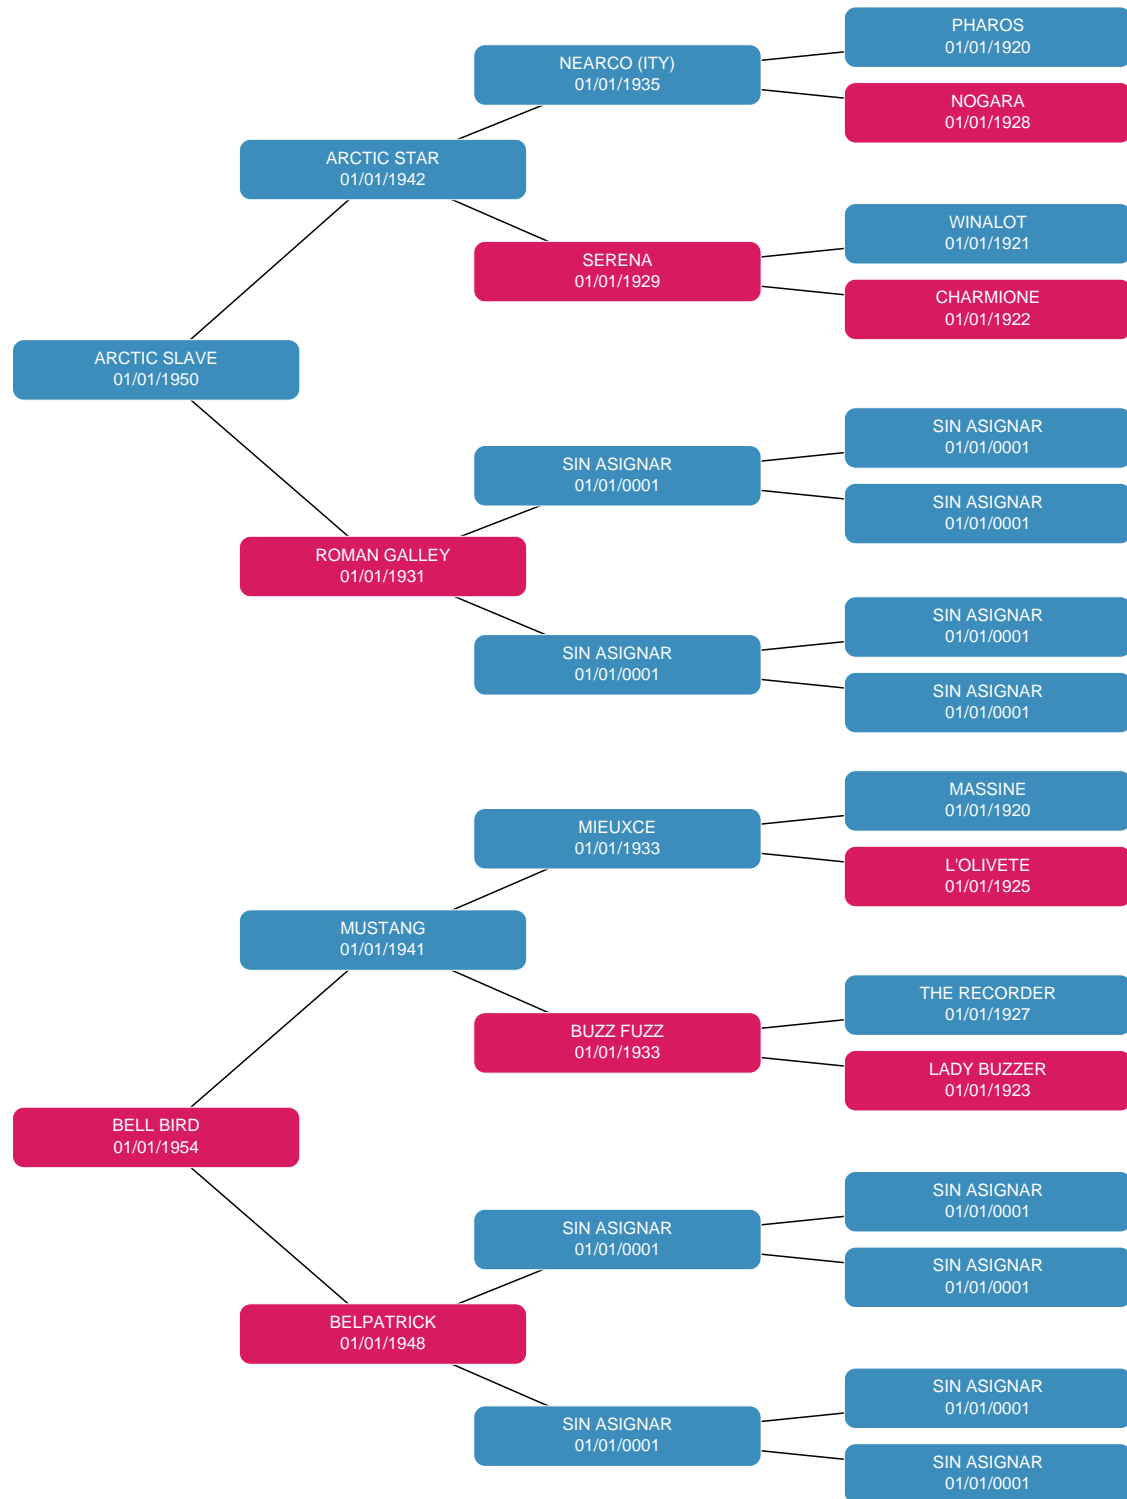 PHAROS
01/01/1920
NEARCO (ITY)
01/01/1935
NOGARA
01/01/1928
ARCTIC STAR
01/01/1942
WINALOT
01/01/1921
SERENA
01/01/1929
CHARMIONE
01/01/1922
ARCTIC SLAVE
01/01/1950
SIN ASIGNAR
01/01/0001
SIN ASIGNAR
01/01/0001
SIN ASIGNAR
01/01/0001
ROMAN GALLEY
01/01/1931
SIN ASIGNAR
01/01/0001
SIN ASIGNAR
01/01/0001
SIN ASIGNAR
01/01/0001
MASSINE
01/01/1920
MIEUXCE
01/01/1933
L'OLIVETE
01/01/1925
MUSTANG
01/01/1941
THE RECORDER
01/01/1927
BUZZ FUZZ
01/01/1933
LADY BUZZER
01/01/1923
BELL BIRD
01/01/1954
SIN ASIGNAR
01/01/0001
SIN ASIGNAR
01/01/0001
SIN ASIGNAR
01/01/0001
BELPATRICK
01/01/1948
SIN ASIGNAR
01/01/0001
SIN ASIGNAR
01/01/0001
SIN ASIGNAR
01/01/0001